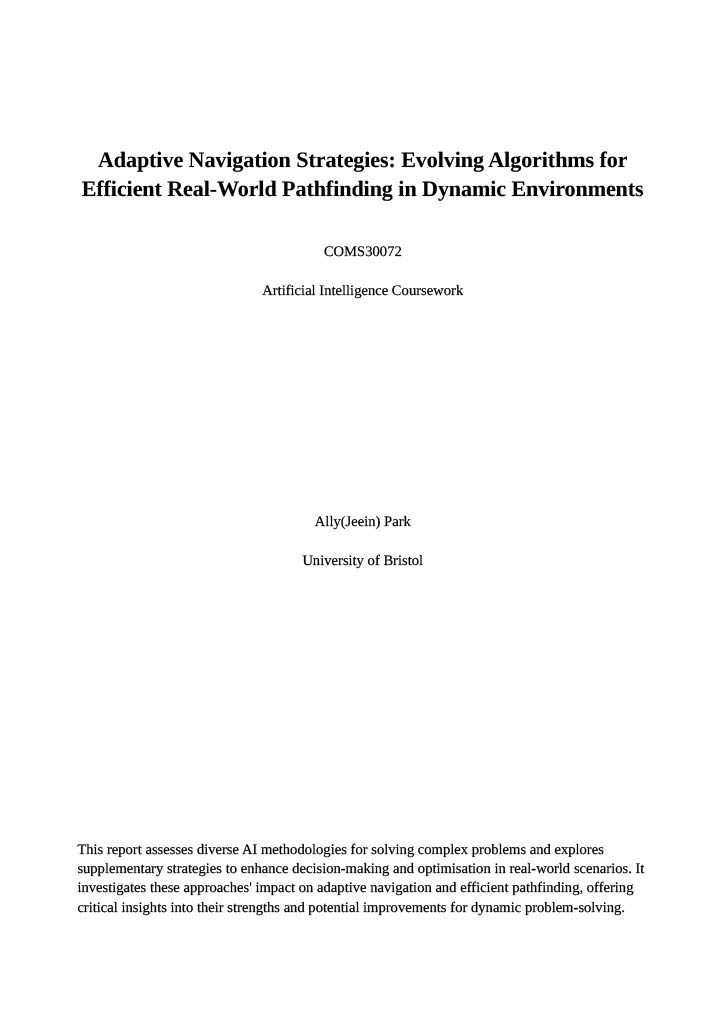 Adaptive Navigation Strategies: Evolving Algorithms for
Efficient Real-World Pathfinding in Dynamic Environments
COMS30072
Artificial Intelligence Coursework
Ally(Jeein) Park
University of Bristol
This report assesses diverse AI methodologies for solving complex problems and explores
supplementary strategies to enhance decision-making and optimisation in real-world scenarios. It
investigates these approaches' impact on adaptive navigation and efficient pathfinding, offering
critical insights into their strengths and potential improvements for dynamic problem-solving.